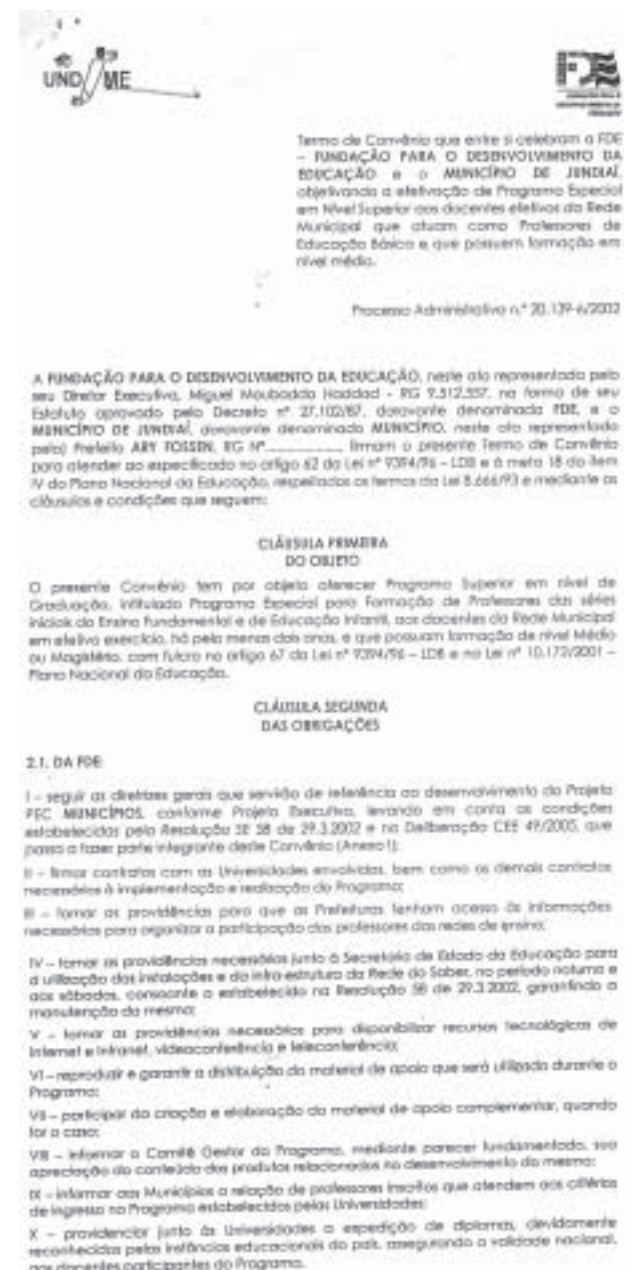 UNDIME
FDE
Termo de Convênio que entre si celebram a FDE
– FUNDAÇÃO PARA O DESENVOLVIMENTO DA
EDUCAÇÃO e o MUNICÍPIO DE JUNDIAÍ,
objetivando a efetivação de Programa Especial
em Nível Superior aos docentes efetivos da Rede
Municipal que atuam como Professores de
Educação Básica e que possuem formação em
nível médio.
Processo Administrativo n.º 20.139-6/2002
A FUNDAÇÃO PARA O DESENVOLVIMENTO DA EDUCAÇÃO, neste ato representada pelo
seu Diretor Executivo, Miguel Moubadda Haddad - RG 9.512.557, na forma de seu
Estatuto aprovado pelo Decreto nº 27.102/87, doravante denominada FDE, e o
MUNICÍPIO DE JUNDIAÍ, doravante denominado MUNICÍPIO, neste ato representado
pelo) Prefeito ARY FOSSEN, RG Nº.................. firmam o presente Termo de Convênio
para atender ao especificado no artigo 62 da Lei nº 9394/96 – LDB e à meta 18 do item
IV do Plano Nacional da Educação, respeitados os termos da Lei 8.666/93 e mediante as
cláusulas e condições que seguem:
CLÁUSULA PRIMEIRA
DO OBJETO
O presente Convênio tem por objeto oferecer Programa Superior em nível de
Graduação, intitulado Programa Especial para Formação de Professores das séries
iniciais do Ensino Fundamental e de Educação Infantil, aos docentes da Rede Municipal
em efetivo exercício, há pelo menos dois anos, e que possuam formação de nível Médio
ou Magistério, com fulcro no artigo 67 da Lei nº 9394/96 – LDB e na Lei nº 10.172/2001 –
Plano Nacional da Educação.
CLÁUSULA SEGUNDA
DAS OBRIGAÇÕES
2.1. DA FDE
I – seguir as diretrizes gerais que servirão de referência ao desenvolvimento do Projeto
PEC MUNICÍPIOS, conforme Projeto Executivo, levando em conta as condições
estabelecidas pela Resolução SE 58 de 29.3.2002 e na Deliberação CEE 49/2005, que
passa a fazer parte integrante deste Convênio (Anexo I);
II – firmar contratos com as Universidades envolvidas, bem como os demais contratos
necessários à implementação e realização do Programa;
III – tomar as providências para que as Prefeituras tenham acesso às informações
necessárias para organizar a participação dos professores das redes de ensino;
IV – tomar as providências necessárias junto à Secretaria de Estado da Educação para
a utilização das instalações e da infra-estrutura da Rede do Saber, no período noturno e
aos sábados, consoante o estabelecido na Resolução 58 de 29.3.2002, garantindo a
manutenção da mesma;
V – tomar as providências necessárias para disponibilizar recursos tecnológicos de
Internet e Intranet, videoconferência e teleconferência;
VI – reproduzir e garantir a distribuição do material de apoio que será utilizado durante o
Programa;
VII – participar da criação e elaboração do material de apoio complementar, quando
for o caso;
VIII – informar o Comitê Gestor do Programa, mediante parecer fundamentado, sua
apreciação do conteúdo dos produtos relacionados no desenvolvimento do mesmo;
IX – informar aos Municípios a relação de professores inscritos que atendem aos critérios
de ingresso no Programa estabelecidos pelas Universidades;
X – providenciar junto às Universidades a expedição de diplomas, devidamente
reconhecidos pelas instâncias educacionais do país, assegurando a validade nacional,
aos docentes participantes do Programa.